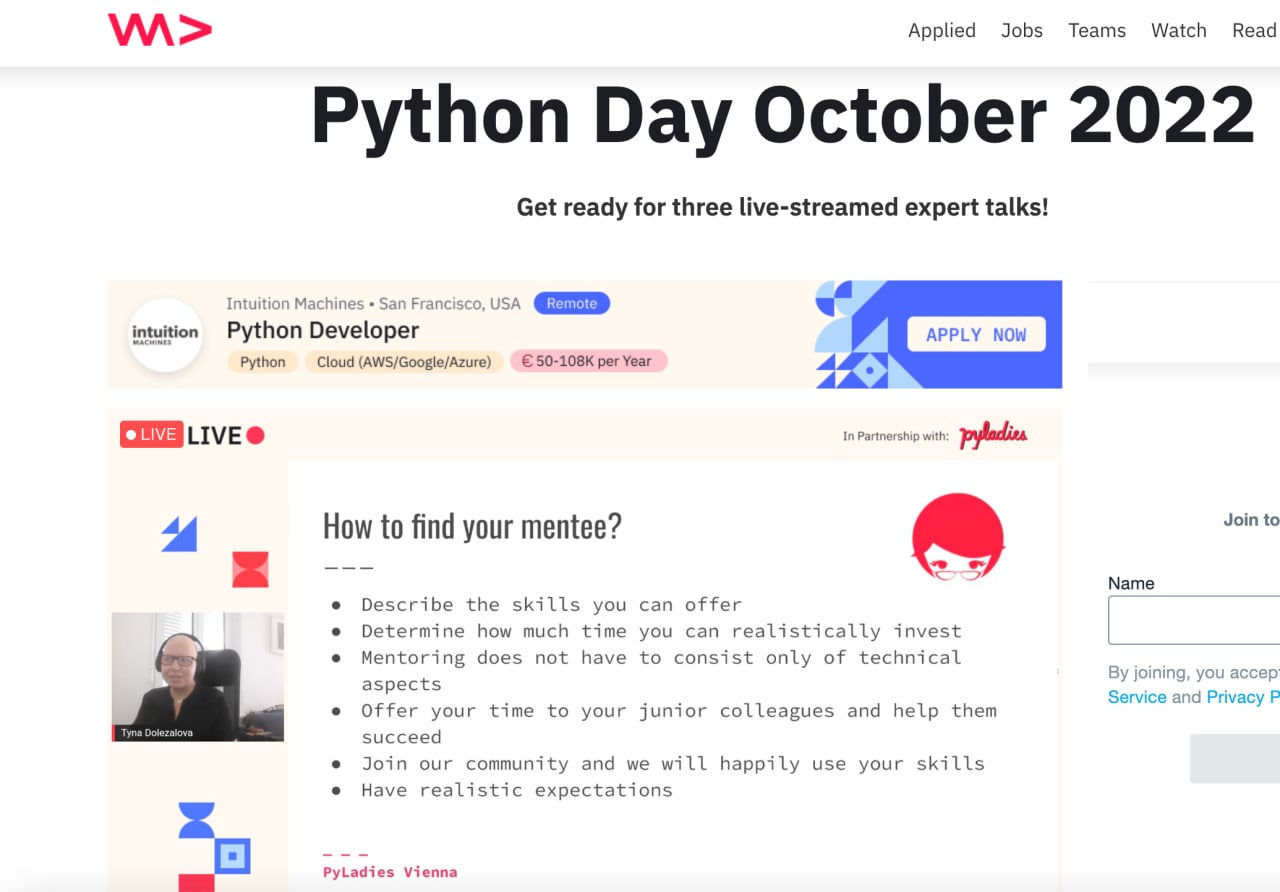 Applied Jobs Teams Watch Read
Python Day October 2022
Get ready for three live-streamed expert talks!
intuition
MACHINES
Intuition Machines • San Francisco, USA Remote
Python Developer
Python Cloud (AWS/Google/Azure) € 50-108K per Year
APPLY NOW
LIVE LIVE
In Partnership with: pyladies
How to find your mentee?
___
● Describe the skills you can offer
● Determine how much time you can realistically invest
● Mentoring does not have to consist only of technical
aspects
● Offer your time to your junior colleagues and help them
succeed
● Join our community and we will happily use your skills
● Have realistic expectations
Tyna Dolezalova
PyLadies Vienna
Join to
Name
By joining, you accept
Service and Privacy P